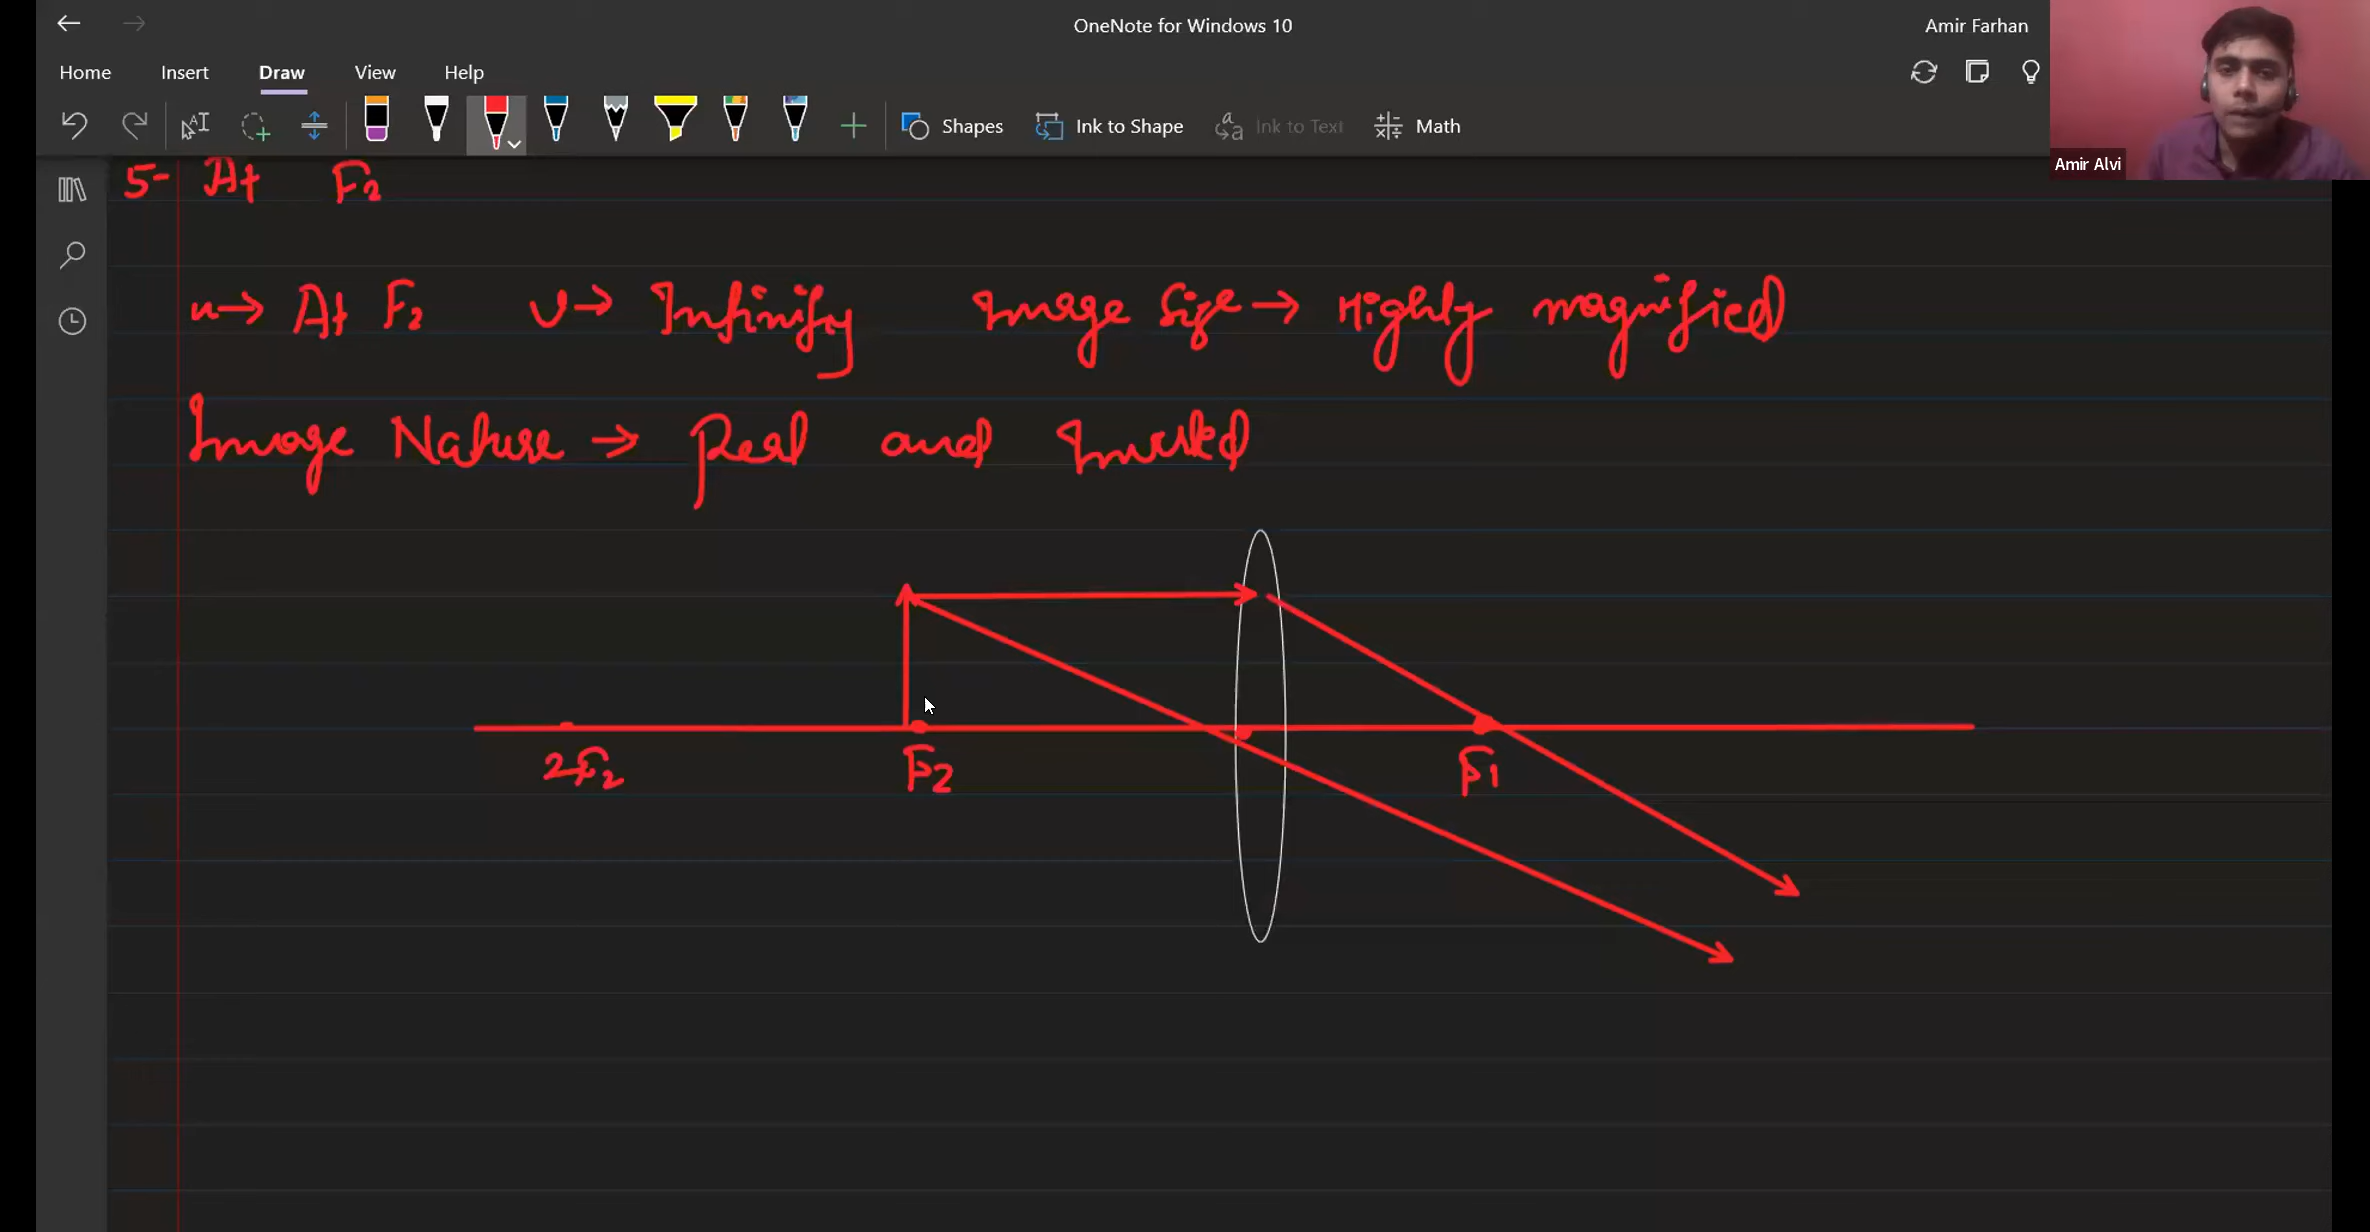 OneNote for Windows 10
Amir Farhan
Home Insert Draw View Help
Shapes Ink to Shape Ink to Text Math
Amir Alvi
5- At F2
u→ At F2 v→ Infinity Image Size→ Highly magnified
Image Nature → Real and Inverted
2F2 F2 F1